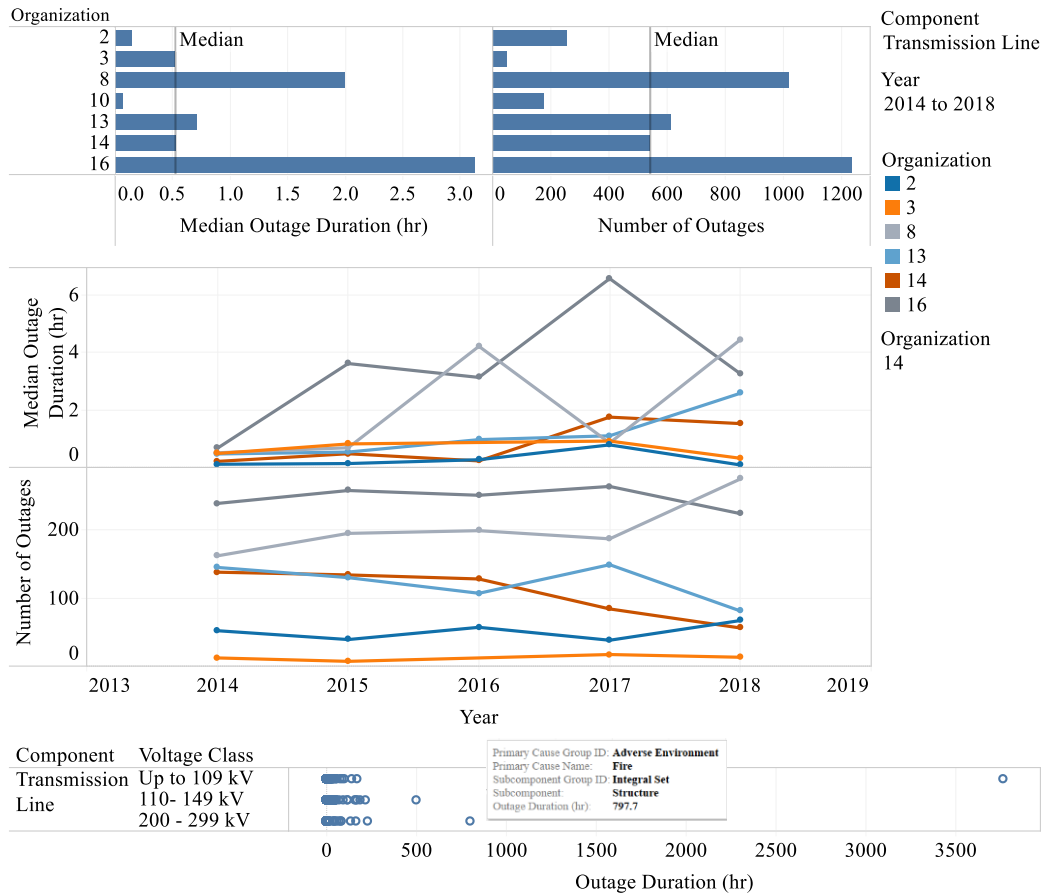 Organization
2
3
8
10
13
14
16
Median
0.0 0.5 1.0 1.5 2.0 2.5 3.0
Median Outage Duration (hr)
Median
0 200 400 600 800 1000 1200
Number of Outages
Component
Transmission Line
Year
2014 to 2018
Organization
2
3
8
13
14
16
Organization
14
Median Outage
Duration (hr)
6
4
2
0
Number of Outages
200
100
0
2013 2014 2015 2016 2017 2018 2019
Year
Component Voltage Class
Transmission Up to 109 kV
Line 110- 149 kV
200 - 299 kV
Primary Cause Group ID: Adverse Environment
Primary Cause Name: Fire
Subcomponent Group ID: Integral Set
Subcomponent: Structure
Outage Duration (hr): 797.7
0 500 1000 1500 2000 2500 3000 3500
Outage Duration (hr)